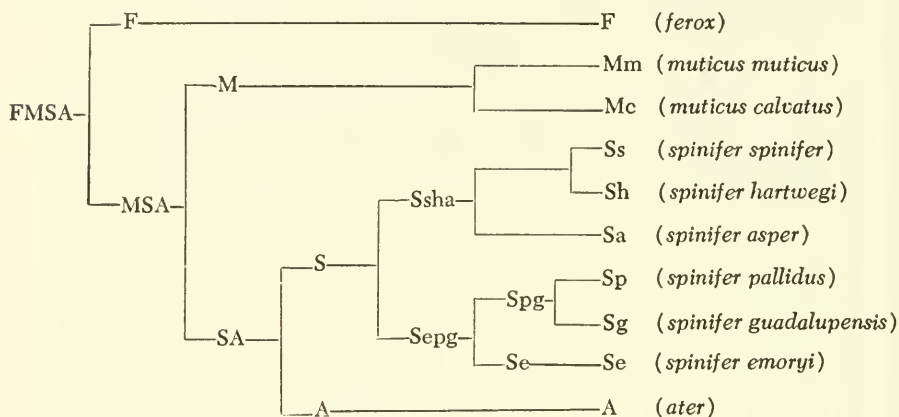 F F (ferox)
M Mm (muticus muticus)
FMSA Mc (muticus calvatus)
Ss (spinifer spinifer)
Ssha Sh (spinifer hartwegi)
MSA
Sa (spinifer asper)
S
Sp (spinifer pallidus)
Spg
SA Sepg Sg (spinifer guadalupensis)
Se Se (spinifer emoryi)
A A (ater)